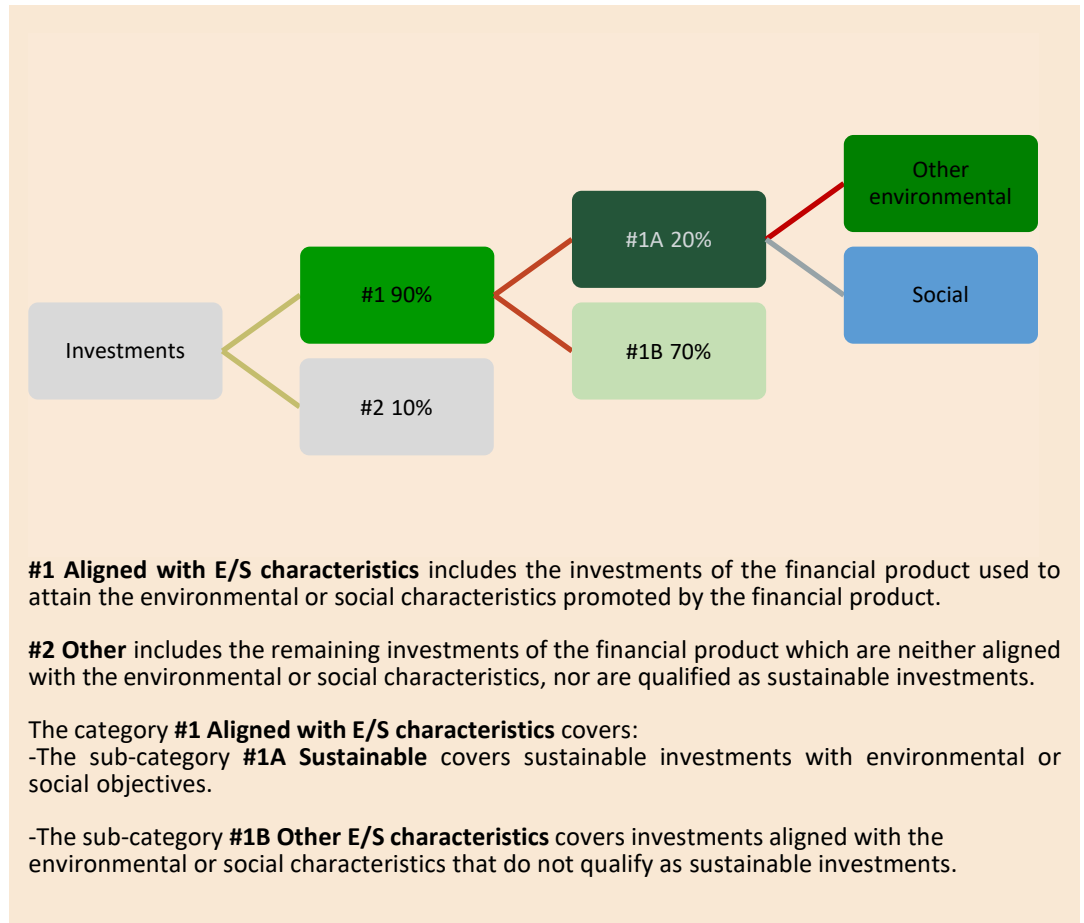 Other
environmental
#1A 20%
#1 90%
Social
Investments
#1B 70%
#2 10%
#1 Aligned with E/S characteristics includes the investments of the financial product used to
attain the environmental or social characteristics promoted by the financial product.
#2 Other includes the remaining investments of the financial product which are neither aligned
with the environmental or social characteristics, nor are qualified as sustainable investments.
The category #1 Aligned with E/S characteristics covers:
-The sub-category #1A Sustainable covers sustainable investments with environmental or
social objectives.
-The sub-category #1B Other E/S characteristics covers investments aligned with the
environmental or social characteristics that do not qualify as sustainable investments.